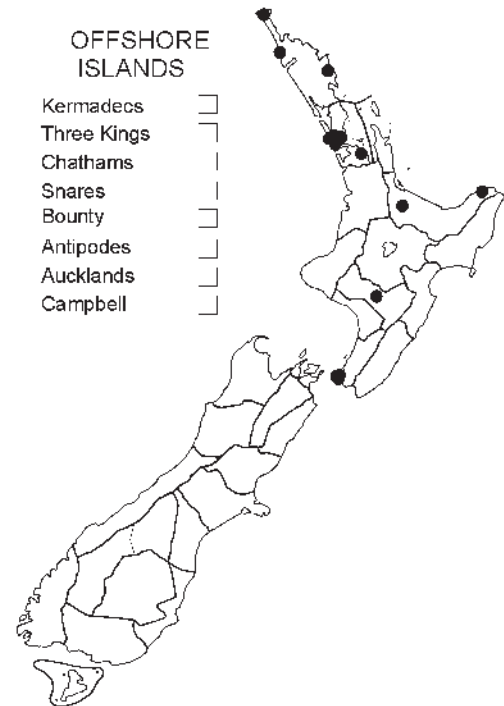 OFFSHORE
ISLANDS
Kermadecs
Three Kings
Chathams
Snares
Bounty
Antipodes
Aucklands
Campbell